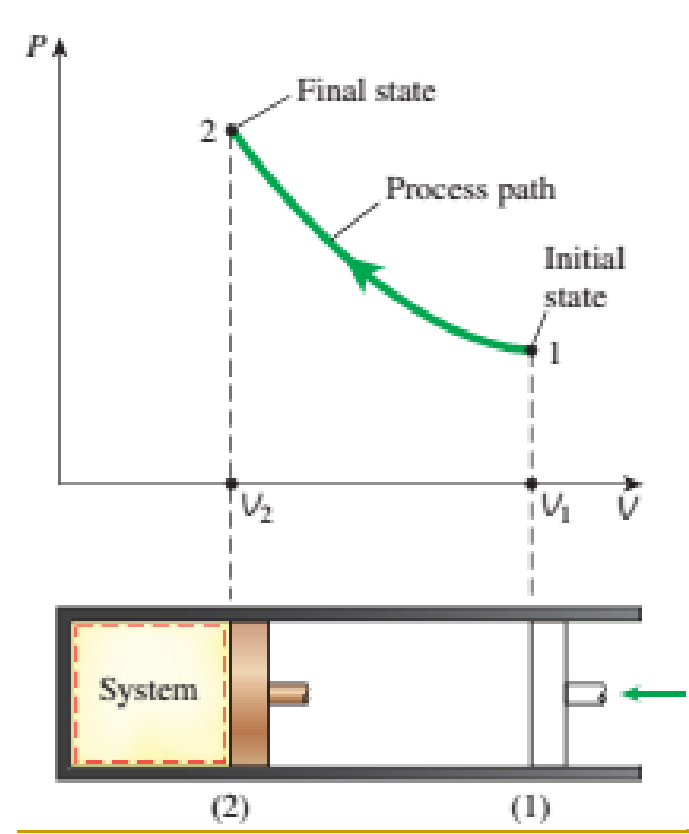 P
Final state
2
Process path
Initial
state
1
V₂
V₁
V
System
(2)
(1)